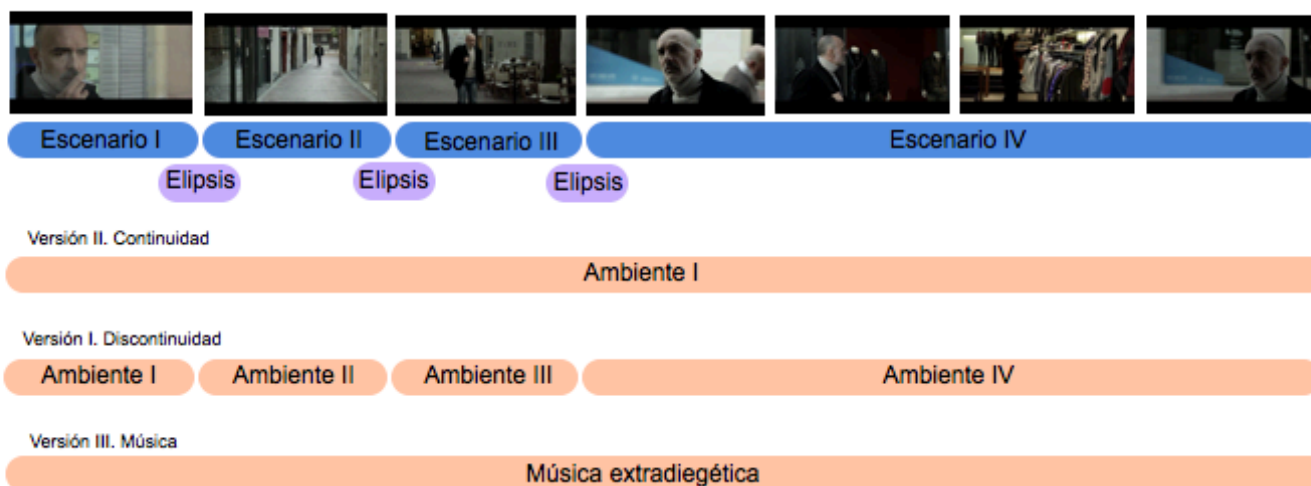 Escenario I Escenario II Escenario III Escenario IV
Elipsis Elipsis Elipsis
Versión II. Continuidad
Ambiente I
Versión I. Discontinuidad
Ambiente I Ambiente II Ambiente III Ambiente IV
Versión III. Música
Música extradiegética